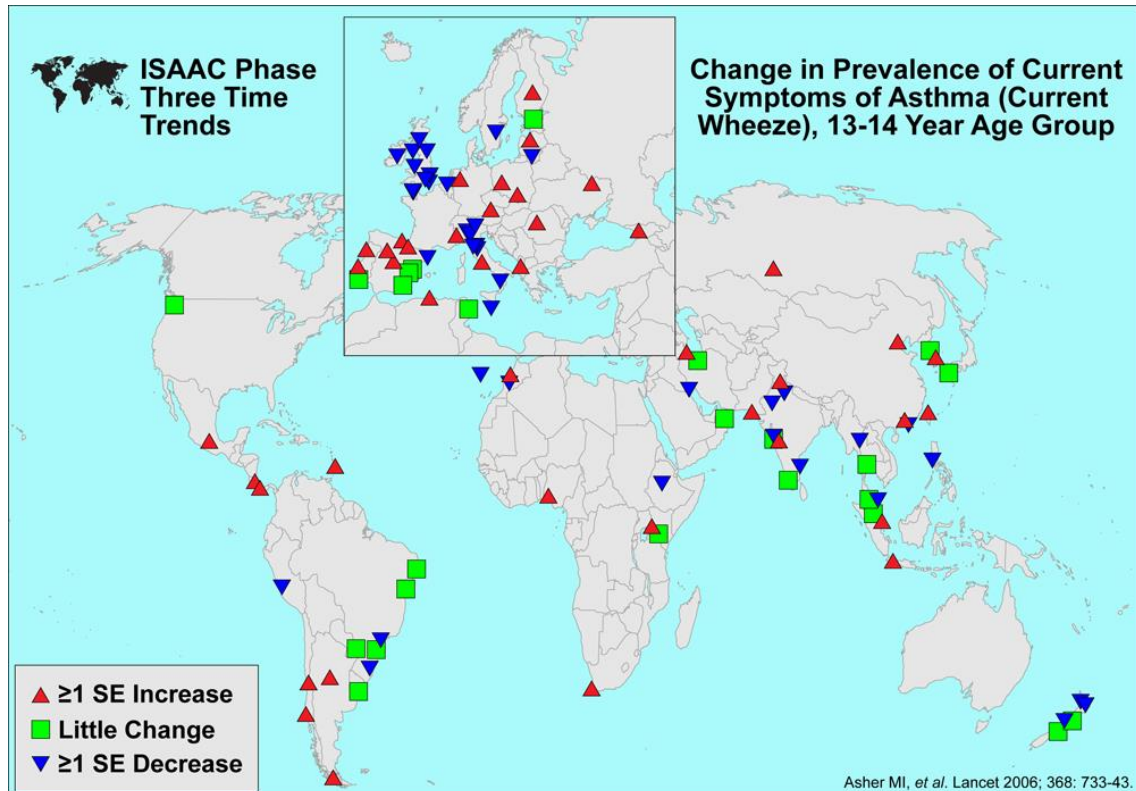 ISAAC Phase
Three Time
Trends
Change in Prevalence of Current
Symptoms of Asthma (Current
Wheeze), 13-14 Year Age Group
≥1 SE Increase
Little Change
≥1 SE Decrease
Asher MI, et al. Lancet 2006; 368: 733-43.